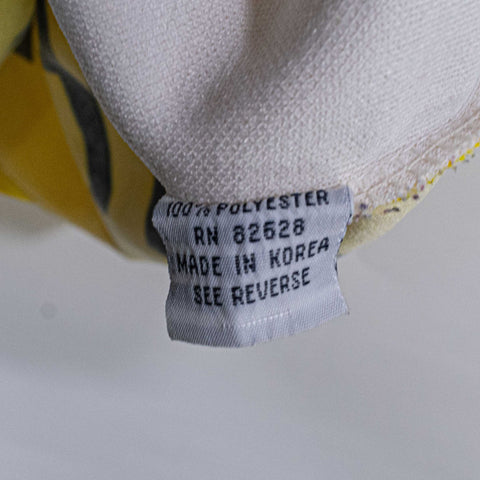 100% POLYESTER
RN 82628
MADE IN KOREA
SEE REVERSE